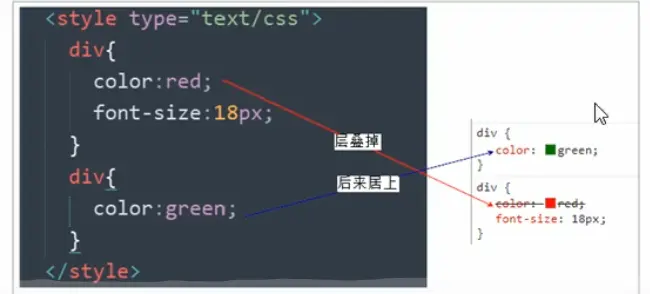 <style type="text/css">
div{
color:red;
font-size:18px;
}
div{
color:green;
}
</style>
层叠掉
后来居上
div {
color: green;
}
div {
color: red;
font-size: 18px;
}